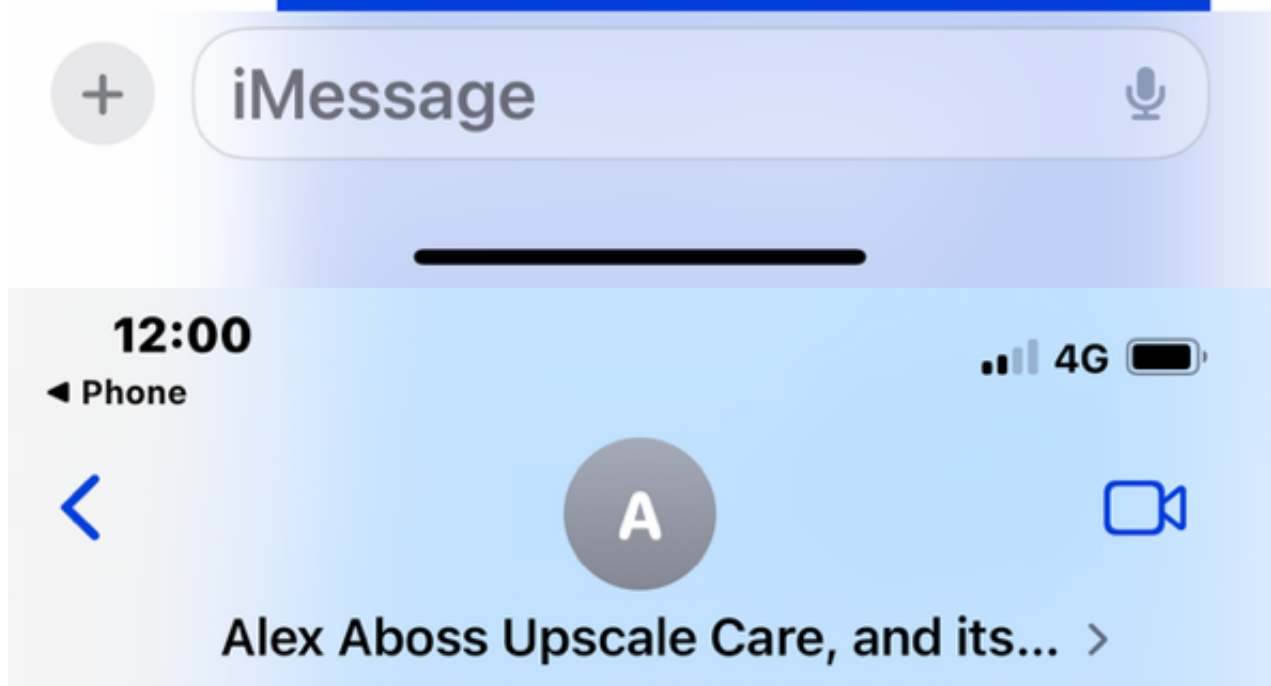 iMessage
12:00
4G
◀ Phone
A
Alex Aboss Upscale Care, and its... >